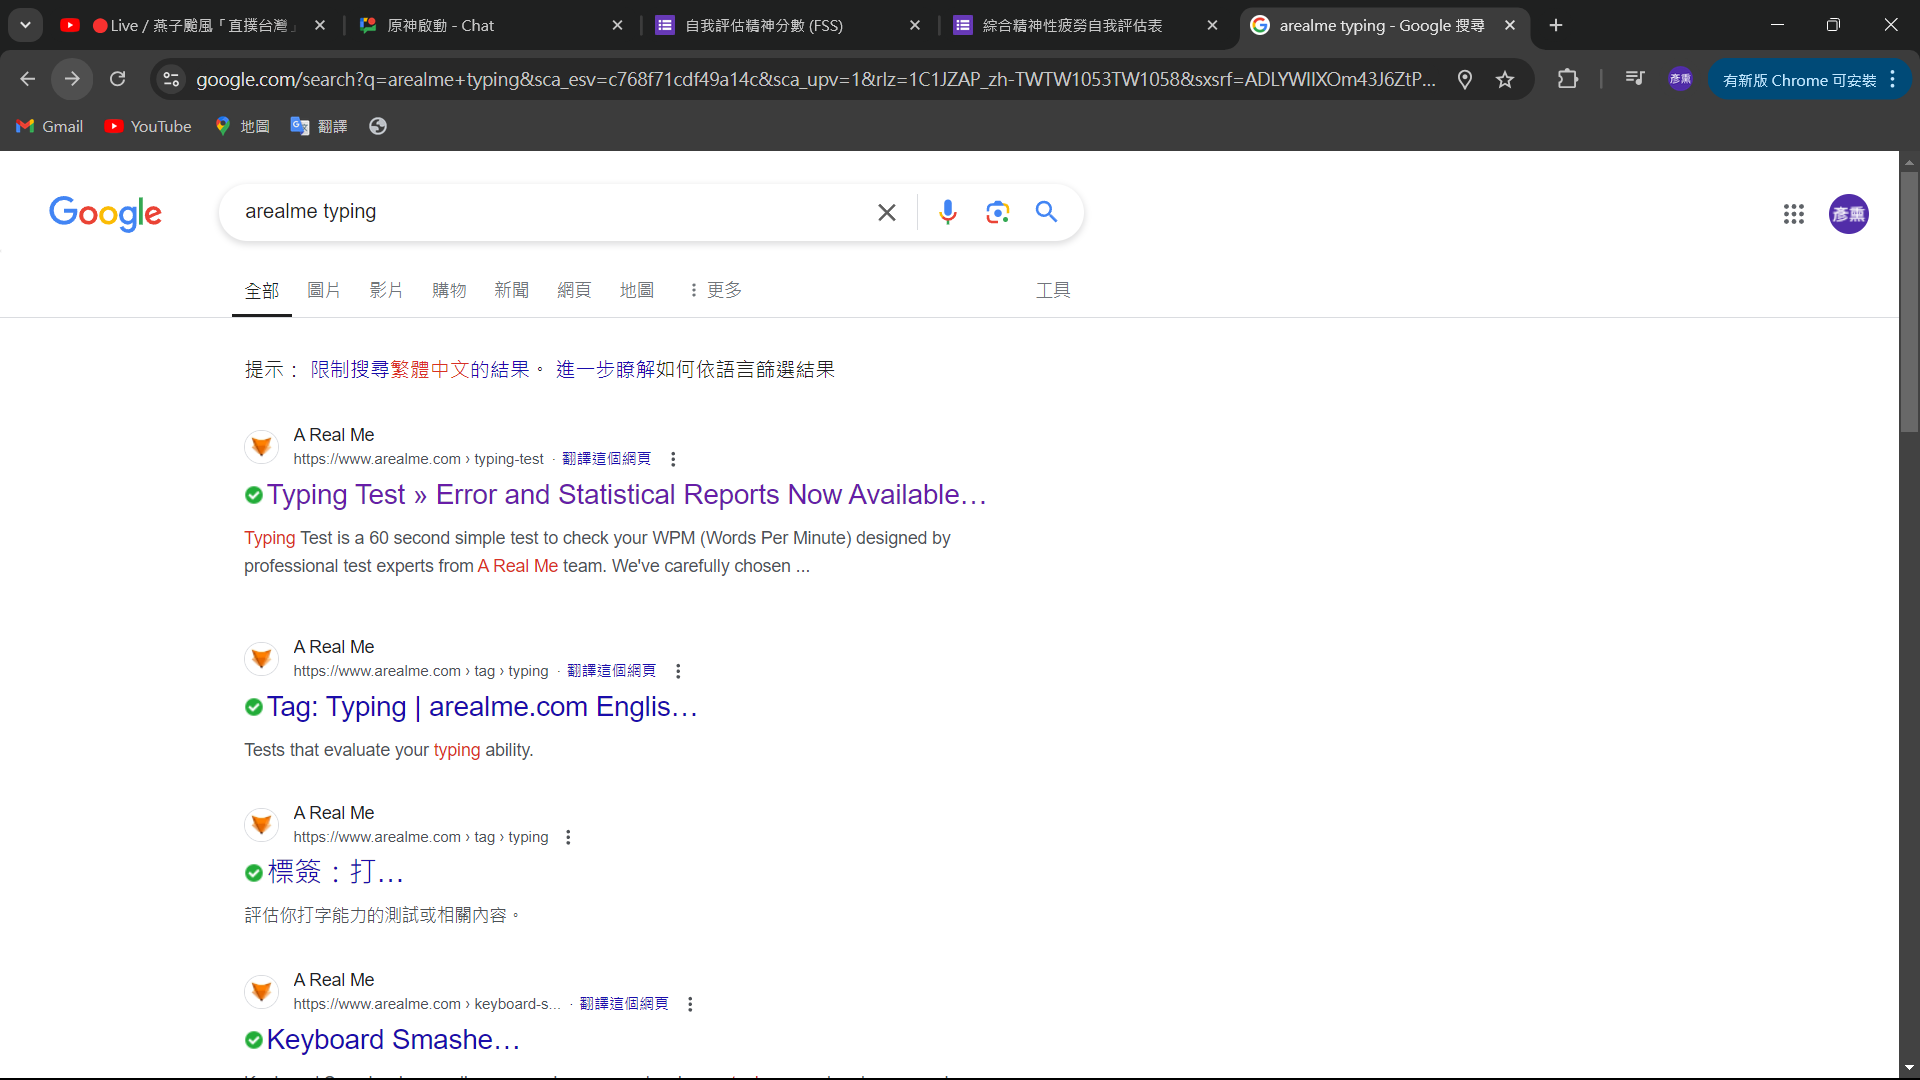 Live / 燕子颱風「直撲台灣」
原神啟動 - Chat
自我評估精神分數 (FSS)
綜合精神性疲勞自我評估表
arealme typing - Google 搜尋
google.com/search?q=arealme+typing&sca_esv=c768f71cdf49a14c&sca_upv=1&rlz=1C1JZAP_zh-TWTW1053TW1058&sxsrf=ADLYWIIXOm43J6ZtP...
彥熏
有新版 Chrome 可安裝
Gmail
YouTube
地圖
翻譯
Google
arealme typing
彥熏
全部 圖片 影片 購物 新聞 網頁 地圖 更多 工具
提示： 限制搜尋繁體中文的結果。 進一步瞭解如何依語言篩選結果
A Real Me
https://www.arealme.com › typing-test · 翻譯這個網頁
Typing Test » Error and Statistical Reports Now Available...
Typing Test is a 60 second simple test to check your WPM (Words Per Minute) designed by
professional test experts from A Real Me team. We've carefully chosen ...
A Real Me
https://www.arealme.com › tag › typing · 翻譯這個網頁
Tag: Typing | arealme.com Englis...
Tests that evaluate your typing ability.
A Real Me
https://www.arealme.com › tag › typing
標簽：打...
評估你打字能力的測試或相關內容。
A Real Me
https://www.arealme.com › keyboard-s... · 翻譯這個網頁
Keyboard Smashe...